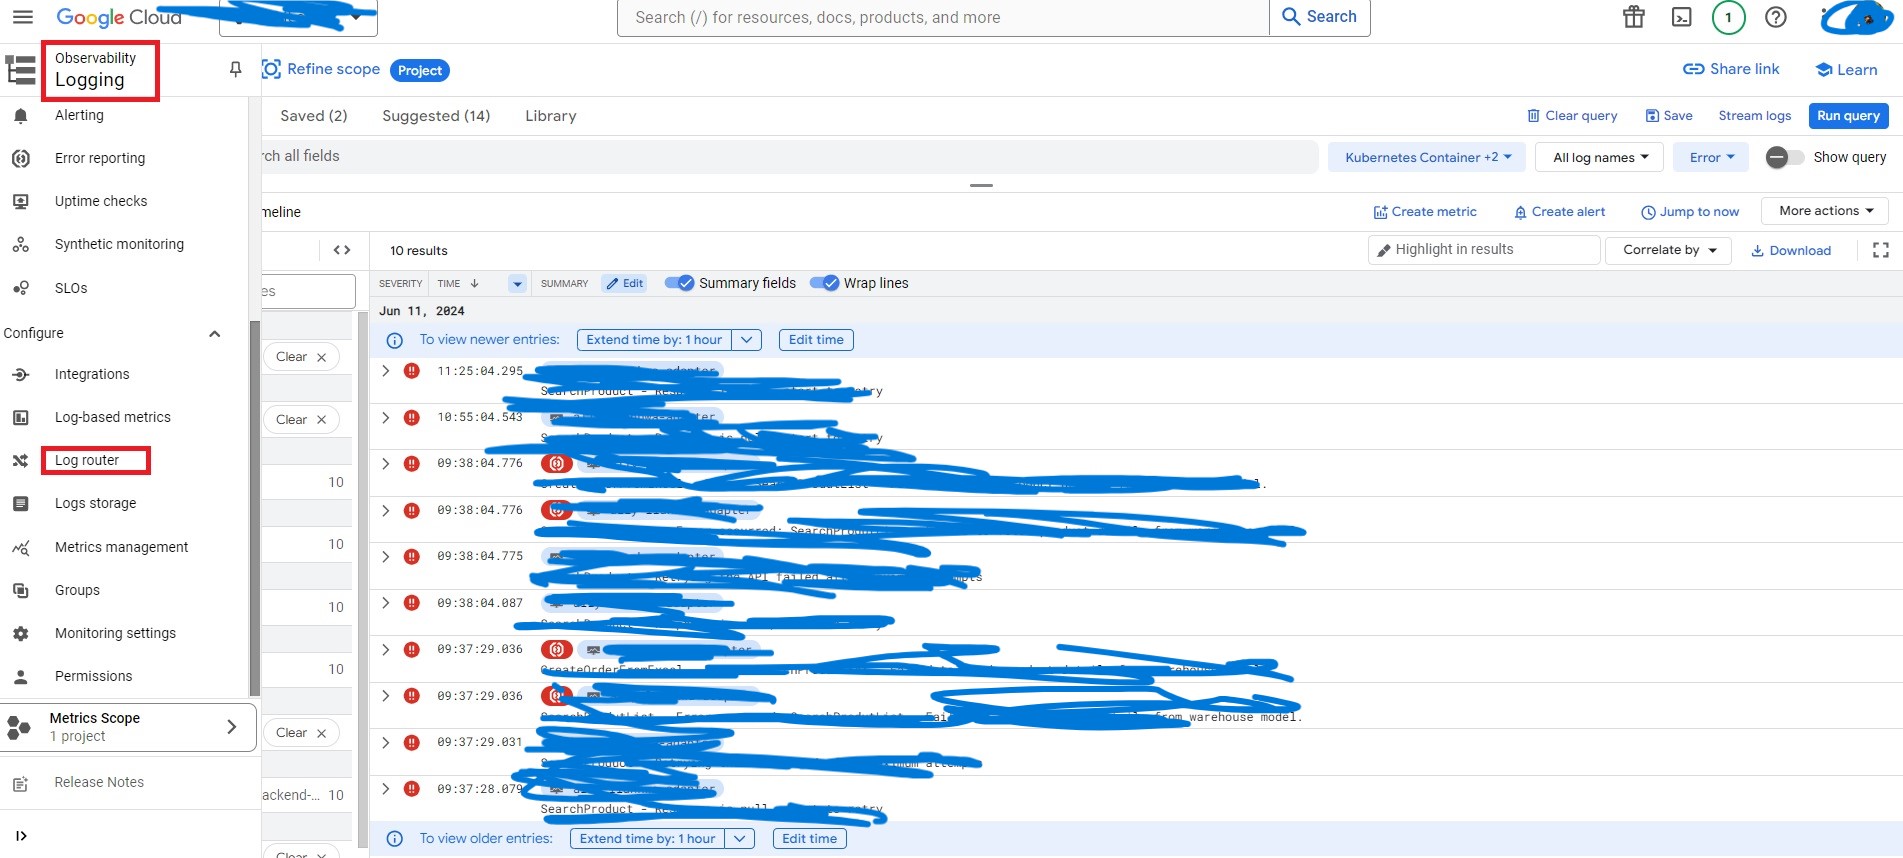 Google Cloud
Search (/) for resources, docs, products, and more
Search
1
Observability
Logging
Refine scope
Project
Share link
Learn
Alerting
Error reporting
Uptime checks
Synthetic monitoring
SLOs
Configure
Integrations
Log-based metrics
Log router
Logs storage
Metrics management
Groups
Monitoring settings
Permissions
Metrics Scope
1 project
Release Notes
Saved (2) Suggested (14) Library
Clear query Save Stream logs Run query
rch all fields
Kubernetes Container +2 All log names Error Show query
meline
Create metric Create alert Jump to now More actions
10 results
Highlight in results Correlate by Download
es
Clear
Clear
10
10
10
10
Clear
ackend-... 10
Clear
SEVERITY TIME SUMMARY Edit Summary fields Wrap lines
Jun 11, 2024
To view newer entries: Extend time by: 1 hour Edit time
11:25:04.295
SearchProduct -
10:55:04.543
09:38:04.776
09:38:04.776
09:38:04.775
API failed
09:38:04.087
09:37:29.036
CreateOrderFromExcel
09:37:29.036
from warehouse model.
09:37:29.031
09:37:28.079
SearchProduct -
To view older entries: Extend time by: 1 hour Edit time